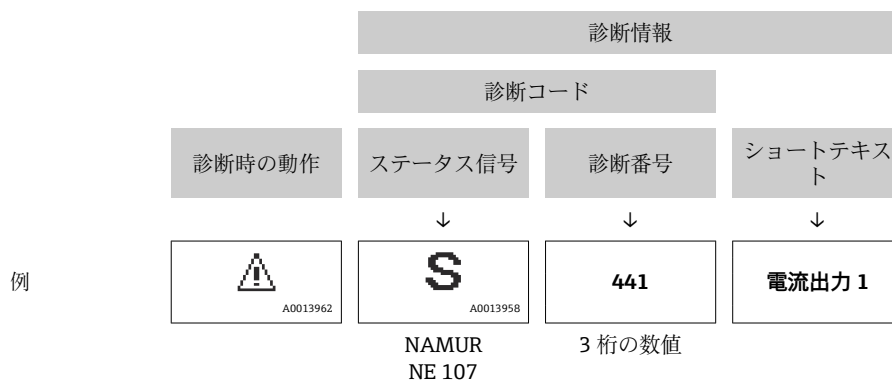 診断情報
診断コード
診断時の動作
ステータス信号
診断番号
ショートテキス
ト
↓
↓
↓
例
⚠
A0013962
S
A0013958
441
電流出力 1
NAMUR
NE 107
3 桁の数値